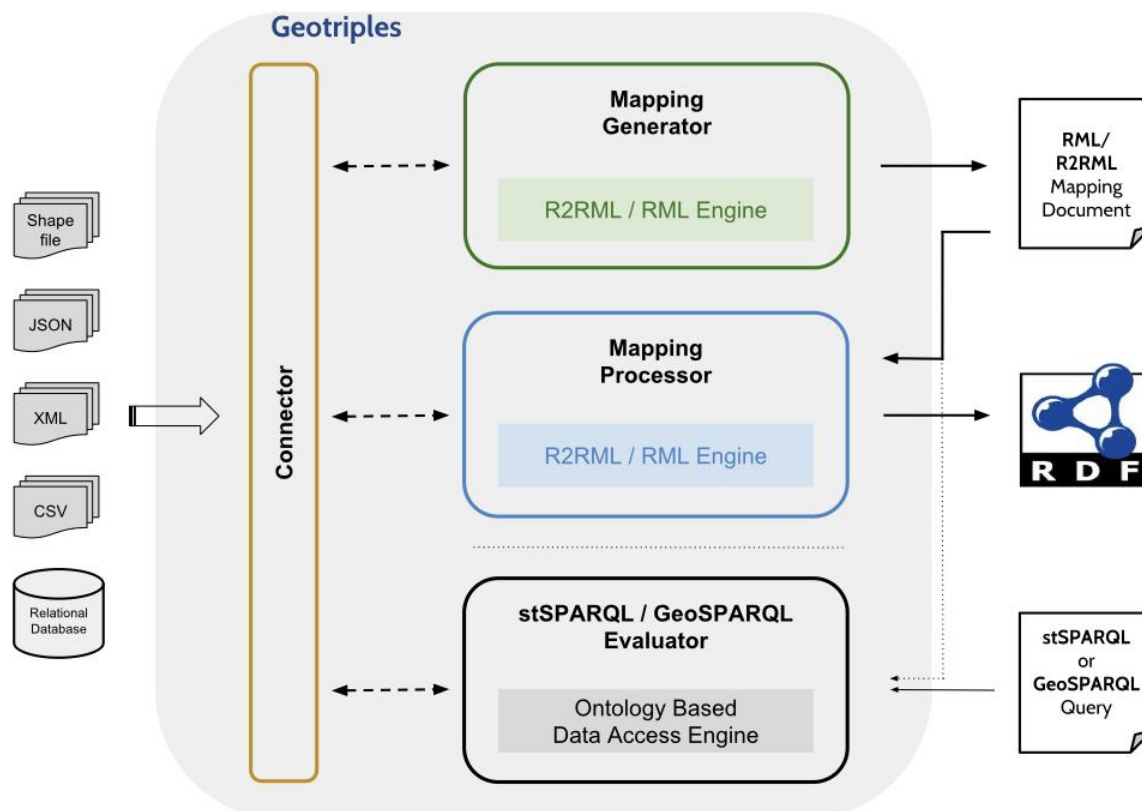 Geotriples
Shape
file
JSON
XML
CSV
Relational
Database
Connector
Mapping
Generator
R2RML / RML Engine
Mapping
Processor
R2RML / RML Engine
stSPARQL / GeoSPARQL
Evaluator
Ontology Based
Data Access Engine
RML/
R2RML
Mapping
Document
RDF
stSPARQL
or
GeoSPARQL
Query